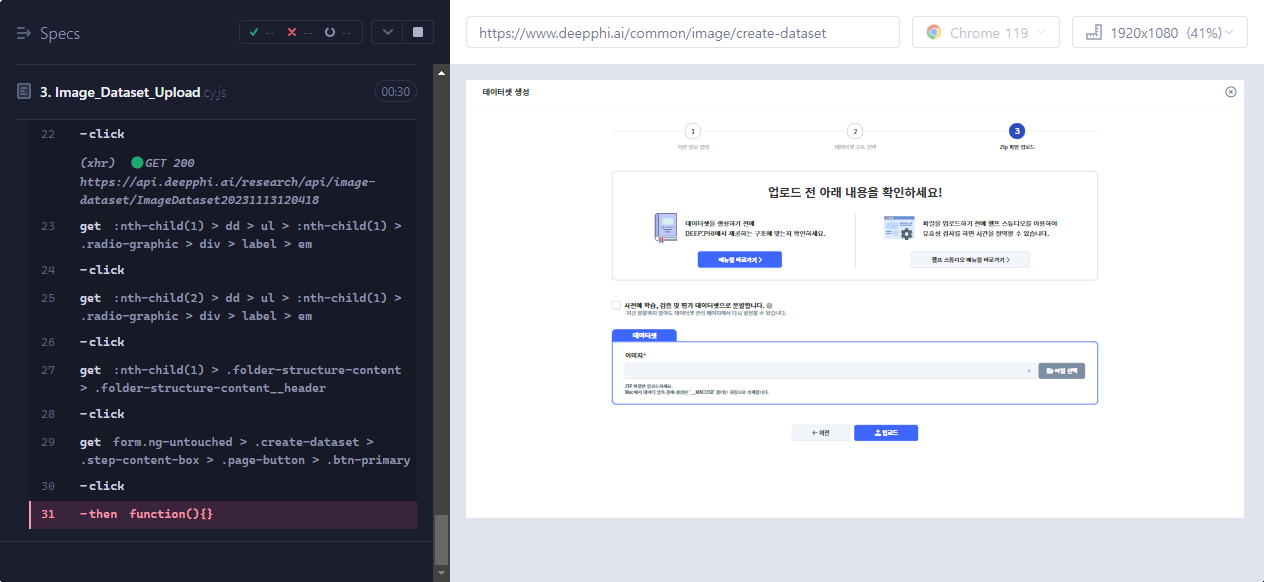 Specs
-- -- --
https://www.deepphi.ai/common/image/create-dataset
Chrome 119
1920x1080 (41%)
3. Image_Dataset_Upload.cy.js
00:30
22 -click
(xhr) GET 200
https://api.deepphi.ai/research/api/image-
dataset/ImageDataset20231113120418
23 get :nth-child(1) > dd > ul > :nth-child(1) >
.radio-graphic > div > label > em
24 -click
25 get :nth-child(2) > dd > ul > :nth-child(1) >
.radio-graphic > div > label > em
26 -click
27 get :nth-child(1) > .folder-structure-content
> .folder-structure-content__header
28 -click
29 get form.ng-untouched > .create-dataset >
.step-content-box > .page-button > .btn-primary
30 -click
31 -then function(){}
데이터셋 생성
1
2
3
기본 정보 입력
데이터셋 구조 선택
Zip 파일 업로드
업로드 전 아래 내용을 확인하세요!
데이터셋을 생성하기 전에
DEEP:PHI에서 제공하는 구조에 맞는지 확인하세요.
메뉴얼 바로가기 >
파일을 업로드하기 전에 헬프 스튜디오를 이용하여
유효성 검사를 하면 시간을 절약할 수 있습니다.
헬프 스튜디오 메뉴얼 바로가기 >
사전에 학습, 검증 및 평가 데이터셋으로 분할합니다.
지금 분할하지 않아도 데이터셋 관리 페이지에서 다시 설정할 수 있습니다.
데이터셋
이미지*
파일 선택
ZIP 파일만 업로드하세요.
Mac에서 데이터 압축 중에 생성된 "__MACOSX" 폴더는 자동으로 삭제됩니다.
이전
업로드